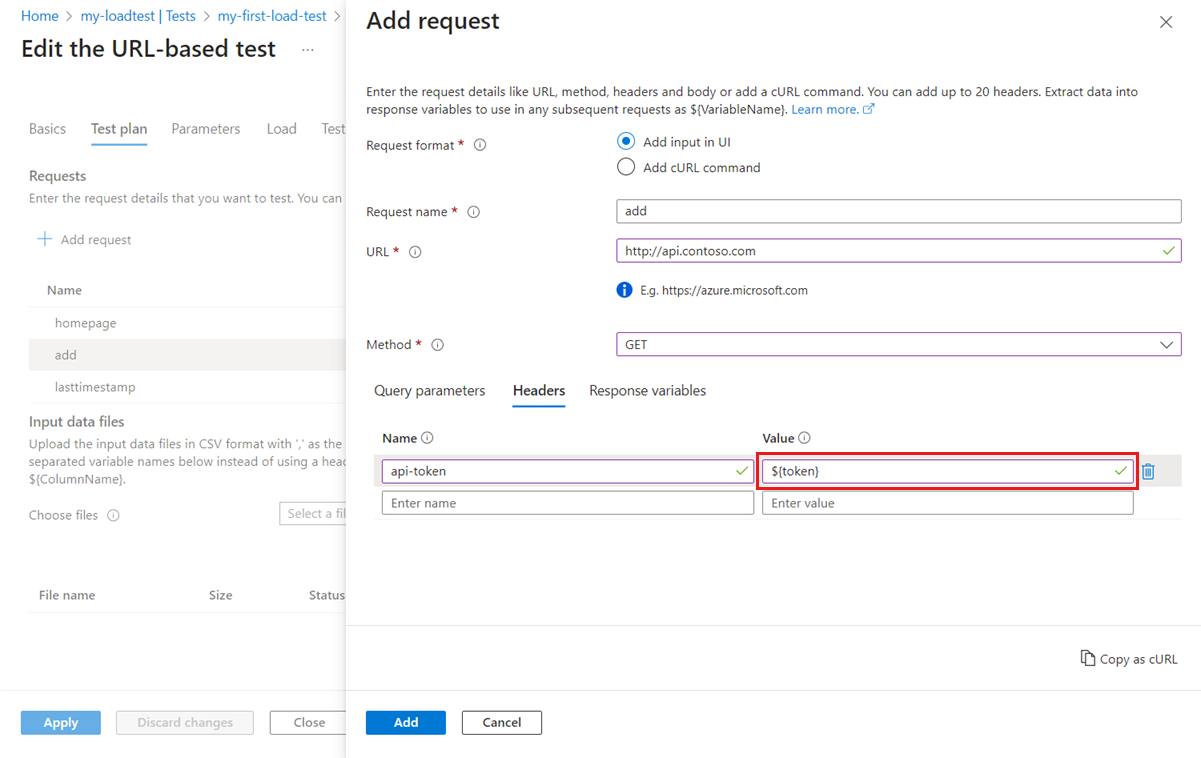 Home > my-loadtest | Tests > my-first-load-test >
Edit the URL-based test ...
Basics Test plan Parameters Load Test
Requests
Enter the request details that you want to test. You can
Add request
Name
homepage
add
lasttimestamp
Input data files
Upload the input data files in CSV format with ',' as the
separated variable names below instead of using a head
${ColumnName}.
Choose files
Select a fil
File name Size Status
Apply Discard changes Close
Add request
Enter the request details like URL, method, headers and body or add a cURL command. You can add up to 20 headers. Extract data into
response variables to use in any subsequent requests as ${VariableName}. Learn more.
Request format *
Add input in UI
Add cURL command
Request name *
add
URL *
http://api.contoso.com
E.g. https://azure.microsoft.com
Method *
GET
Query parameters Headers Response variables
Name Value
api-token ${token}
Enter name Enter value
Copy as cURL
Add Cancel